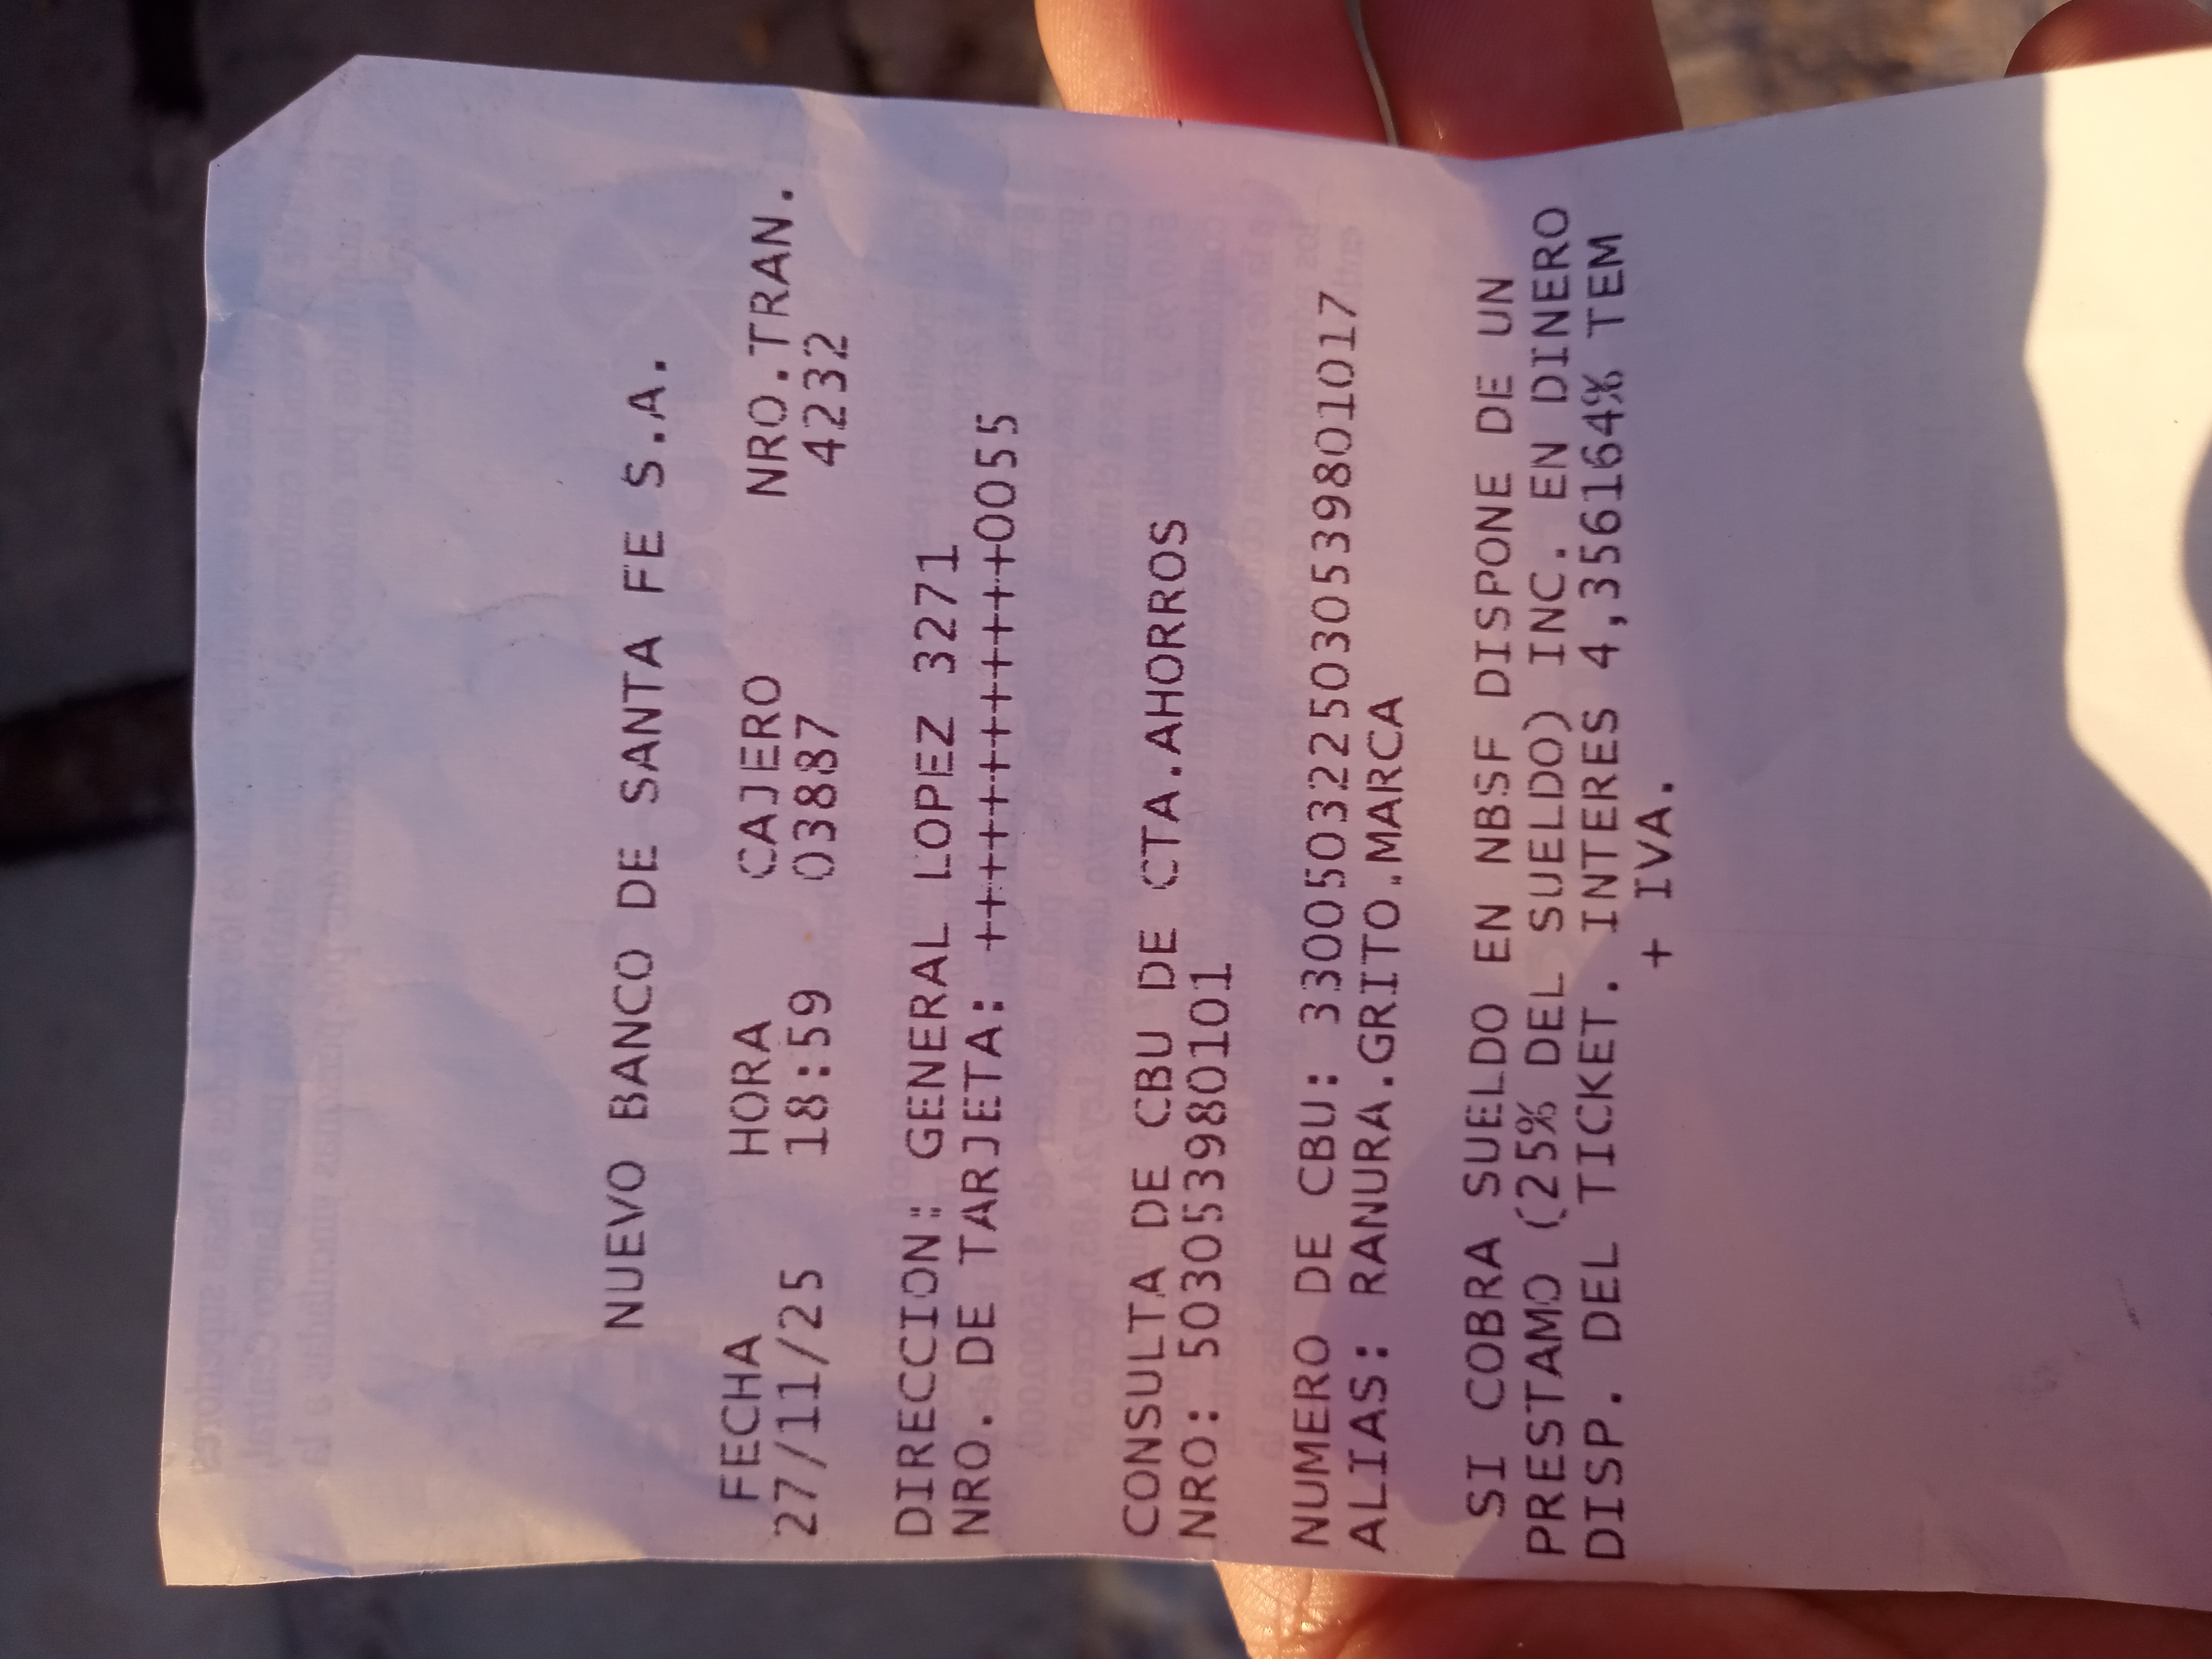 NUEVO BANCO DE SANTA FE S.A.
FECHA HORA CAJERO NRO.TRAN.
27/11/25 18:59 03887 4232
DIRECCION: GENERAL LOPEZ 3271
NRO. DE TARJETA: ++++++++++++0055
CONSULTA DE CBU DE CTA.AHORROS
NRO: 503053980101
NUMERO DE CBU: 3300503225030539801017
ALIAS: RANURA.GRITO.MARCA
SI COBRA SUELDO EN NBSF DISPONE DE UN
PRESTAMO (25% DEL SUELDO) INC. EN DINERO
DISP. DEL TICKET. INTERES 4,356164% TEM
+ IVA.